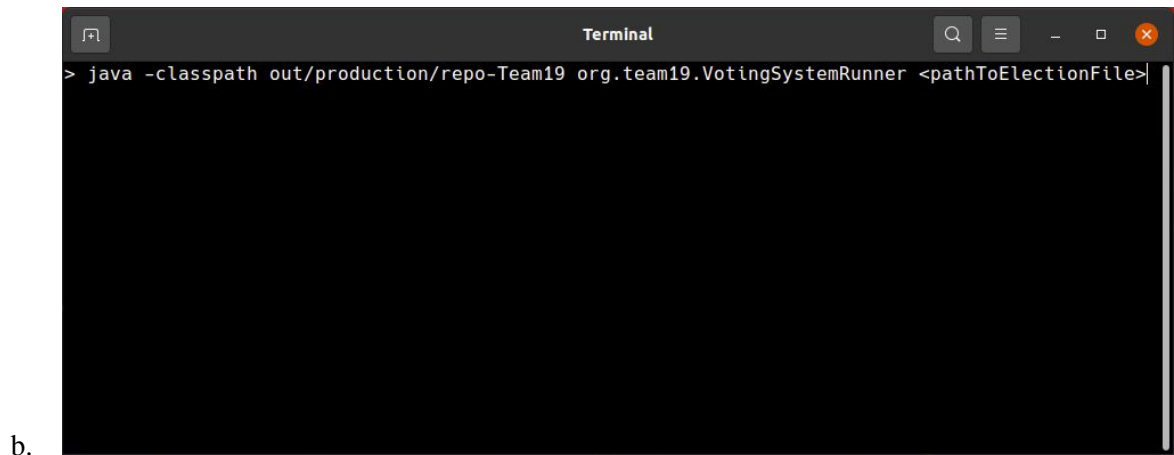 Terminal
> java -classpath out/production/repo-Team19 org.team19.VotingSystemRunner <pathToElectionFile>
b.